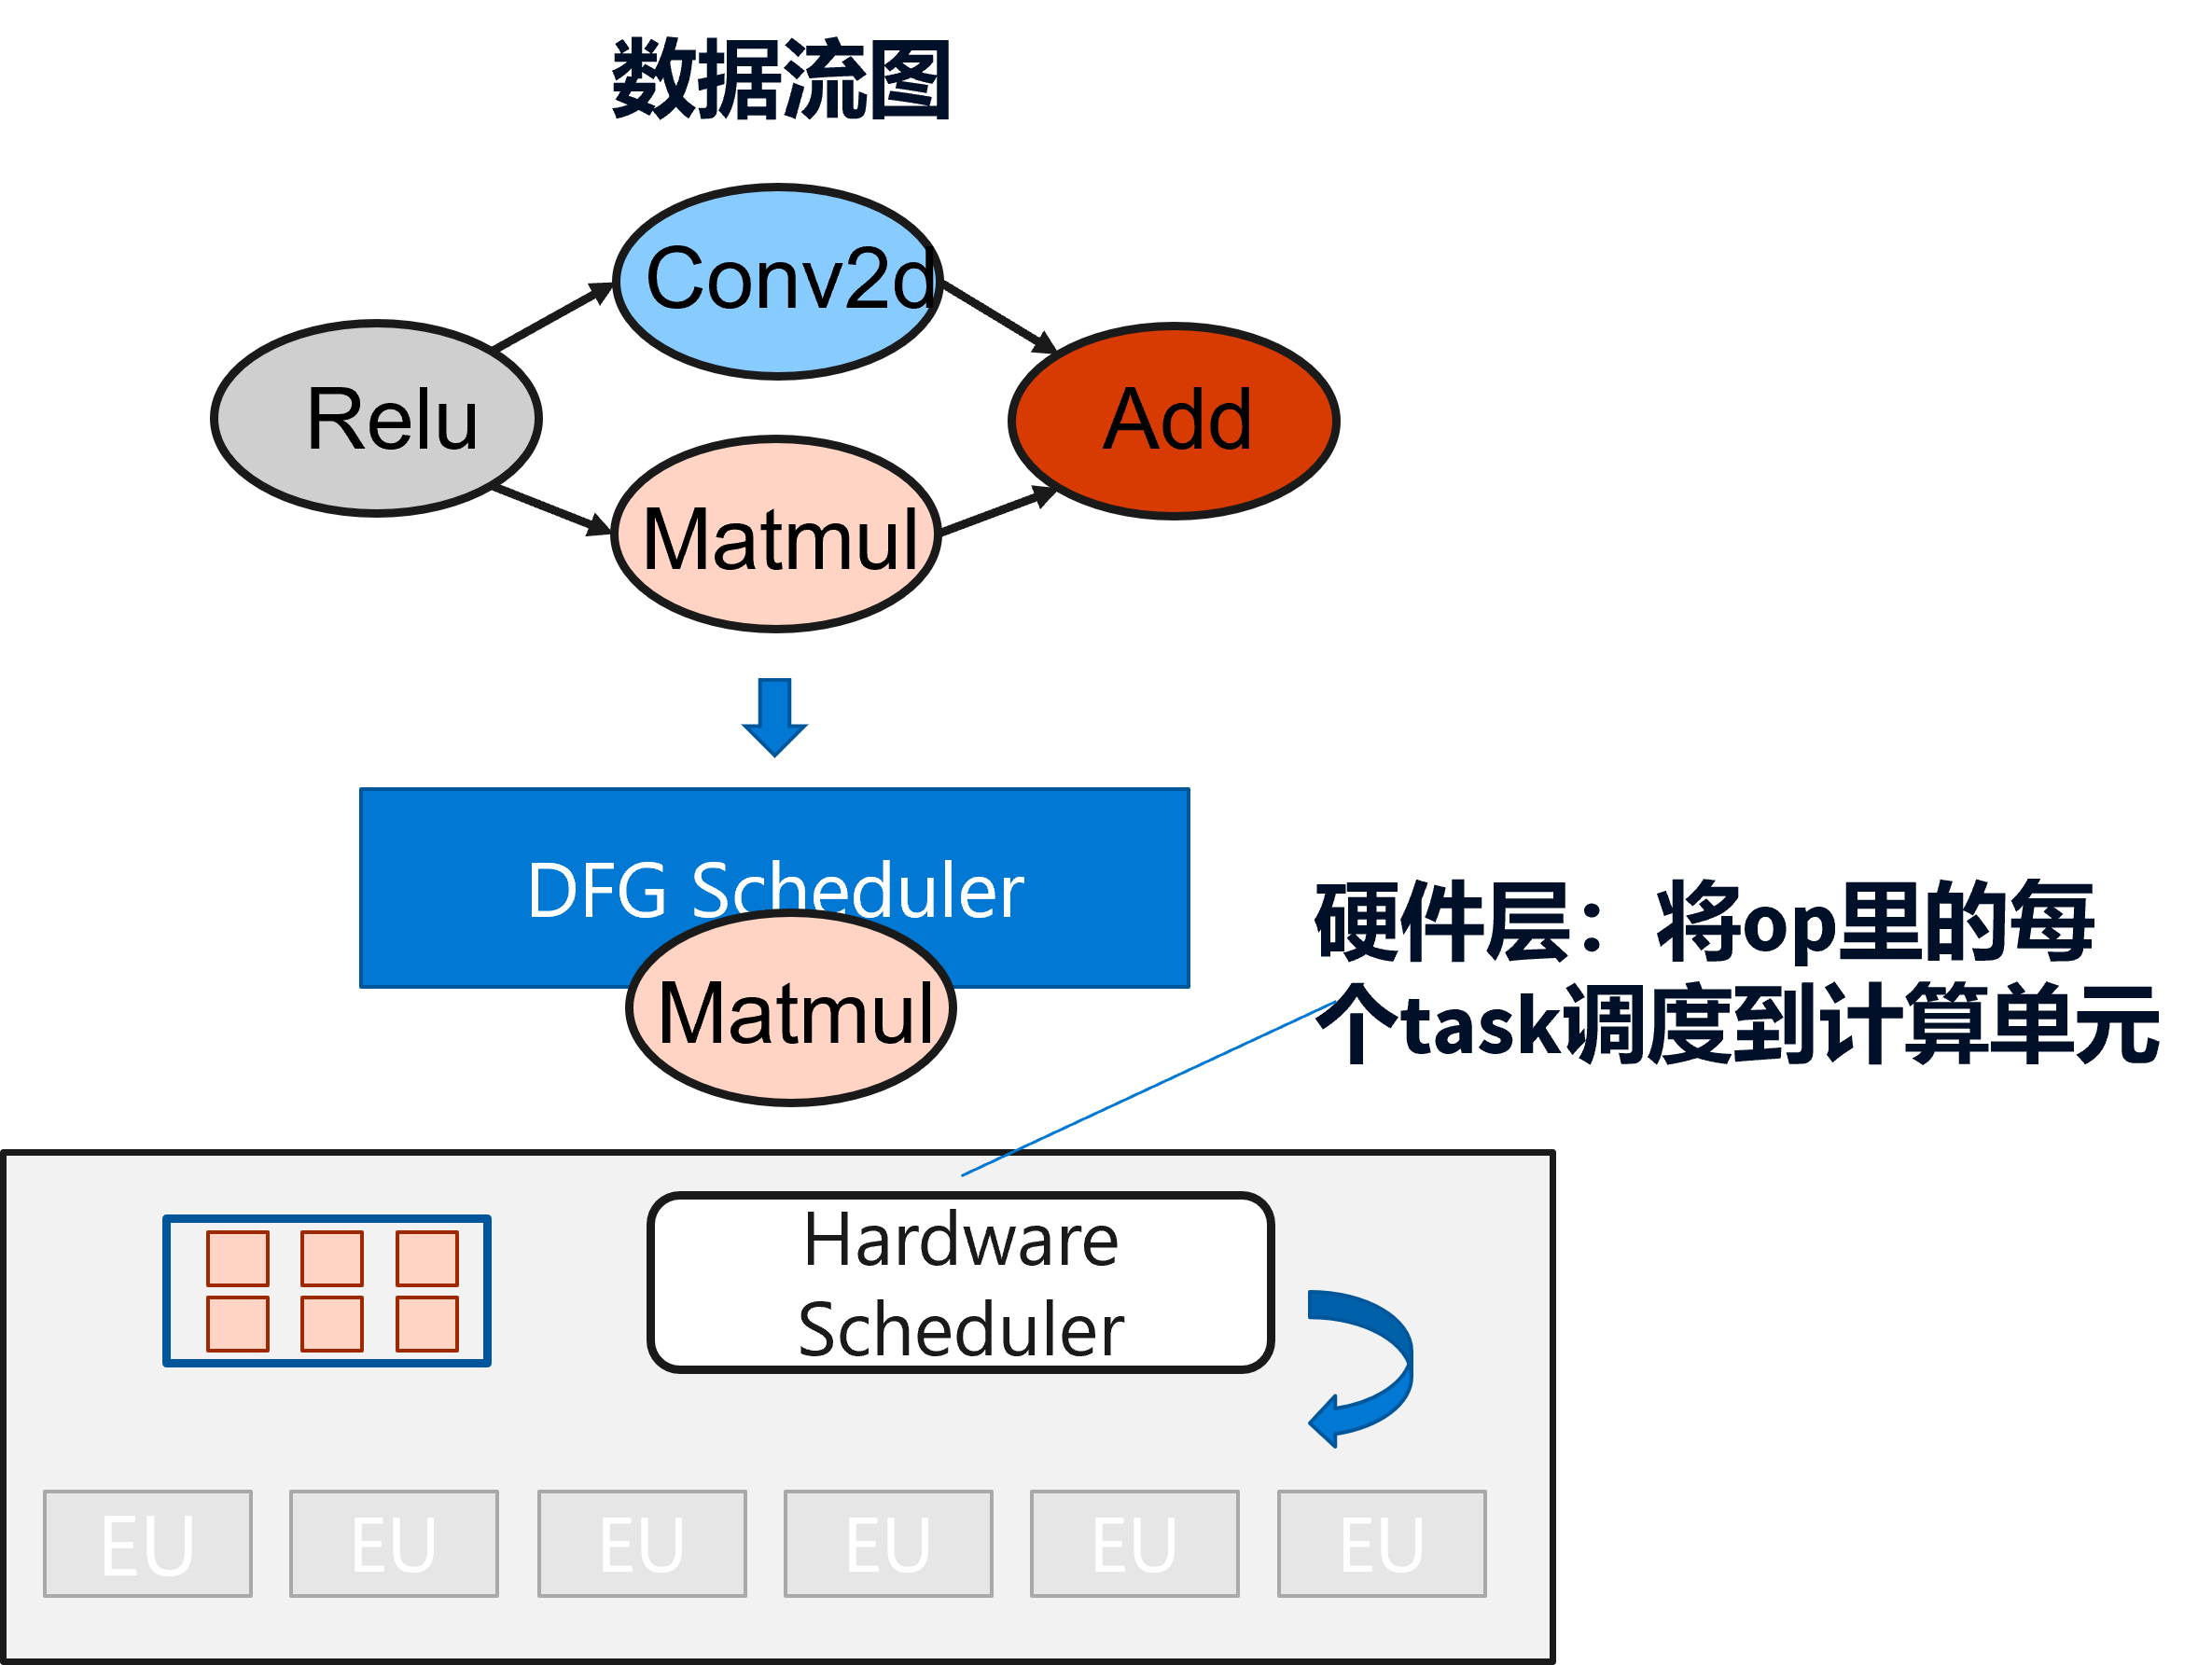 数据流图
Conv2d
Relu
Add
Matmul
DFG Scheduler
Matmul
硬件层：将op里的每
个task调度到计算单元
Hardware
Scheduler
EU EU EU EU EU EU